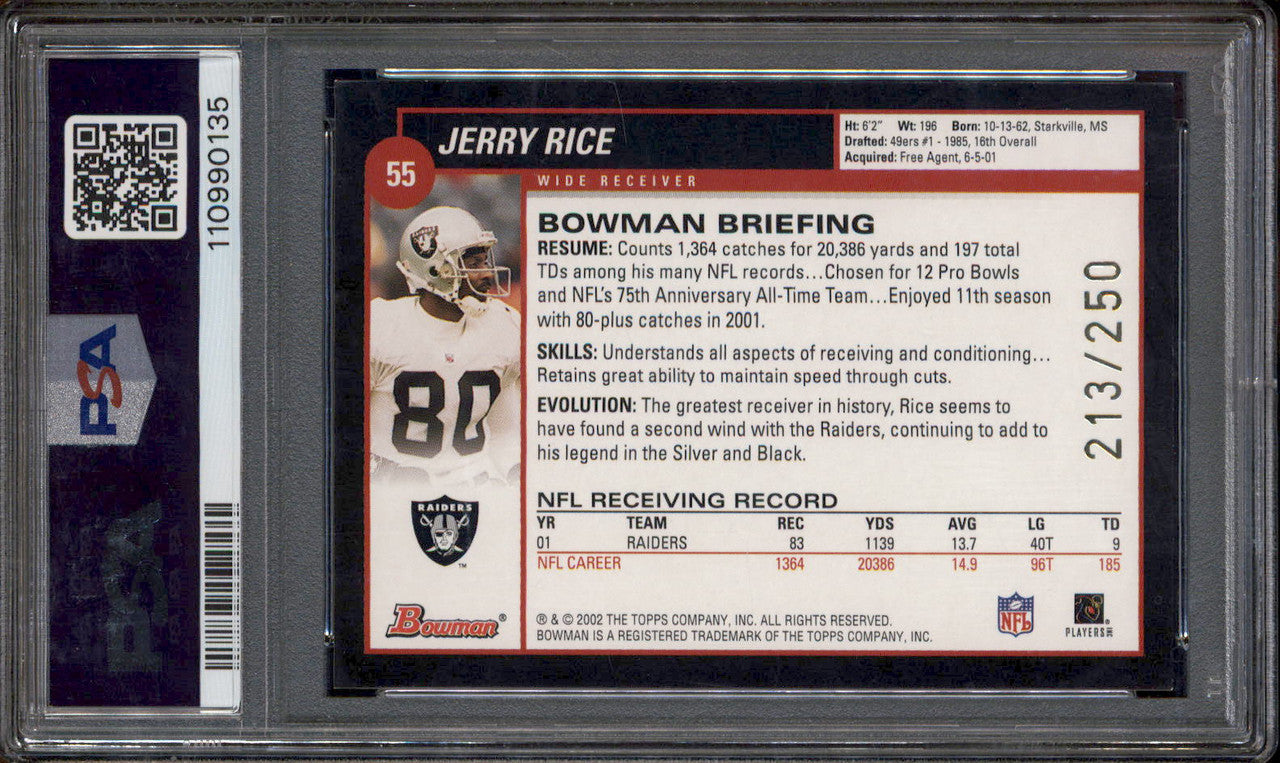 110990135
PSA
PSA
JERRY RICE
55
Ht: 6'2" Wt: 196 Born: 10-13-62, Starkville, MS
Drafted: 49ers #1 - 1985, 16th Overall
Acquired: Free Agent, 6-5-01
WIDE RECEIVER
BOWMAN BRIEFING
RESUME: Counts 1,364 catches for 20,386 yards and 197 total
TDs among his many NFL records...Chosen for 12 Pro Bowls
and NFL's 75th Anniversary All-Time Team...Enjoyed 11th season
with 80-plus catches in 2001.
SKILLS: Understands all aspects of receiving and conditioning...
Retains great ability to maintain speed through cuts.
EVOLUTION: The greatest receiver in history, Rice seems to
have found a second wind with the Raiders, continuing to add to
his legend in the Silver and Black.
213/250
80
RAIDERS
TM
NFL RECEIVING RECORD
YR TEAM REC YDS AVG LG TD
01 RAIDERS 83 1139 13.7 40T 9
NFL CAREER 1364 20386 14.9 96T 185
Bowman®
® & © 2002 THE TOPPS COMPANY, INC. ALL RIGHTS RESERVED.
BOWMAN IS A REGISTERED TRADEMARK OF THE TOPPS COMPANY, INC.
NFL
PLAYERS INC